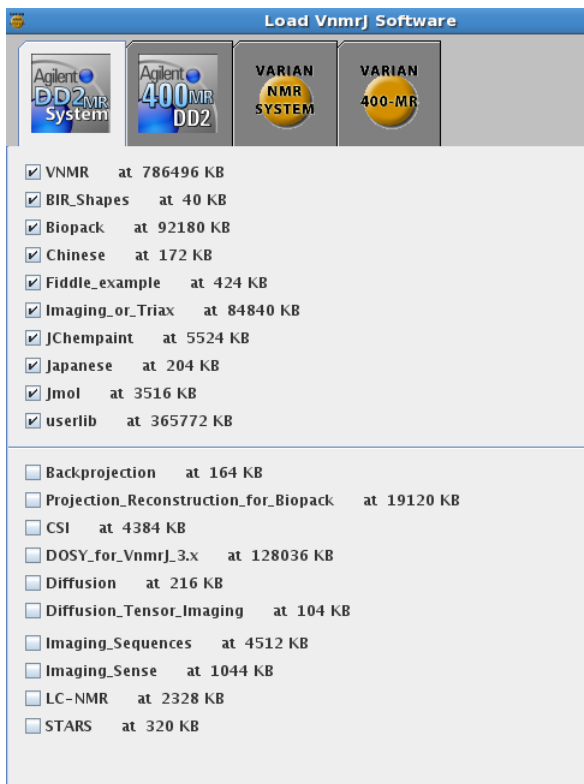 Load VnmrJ Software
Agilent
DD2MR
System
Agilent
400MR
DD2
VARIAN
NMR
SYSTEM
VARIAN
400-MR
VNMR at 786496 KB
BIR_Shapes at 40 KB
Biopack at 92180 KB
Chinese at 172 KB
Fiddle_example at 424 KB
Imaging_or_Triax at 84840 KB
JChempaint at 5524 KB
Japanese at 204 KB
Jmol at 3516 KB
userlib at 365772 KB
Backprojection at 164 KB
Projection_Reconstruction_for_Biopack at 19120 KB
CSI at 4384 KB
DOSY_for_VnmrJ_3.x at 128036 KB
Diffusion at 216 KB
Diffusion_Tensor_Imaging at 104 KB
Imaging_Sequences at 4512 KB
Imaging_Sense at 1044 KB
LC-NMR at 2328 KB
STARS at 320 KB